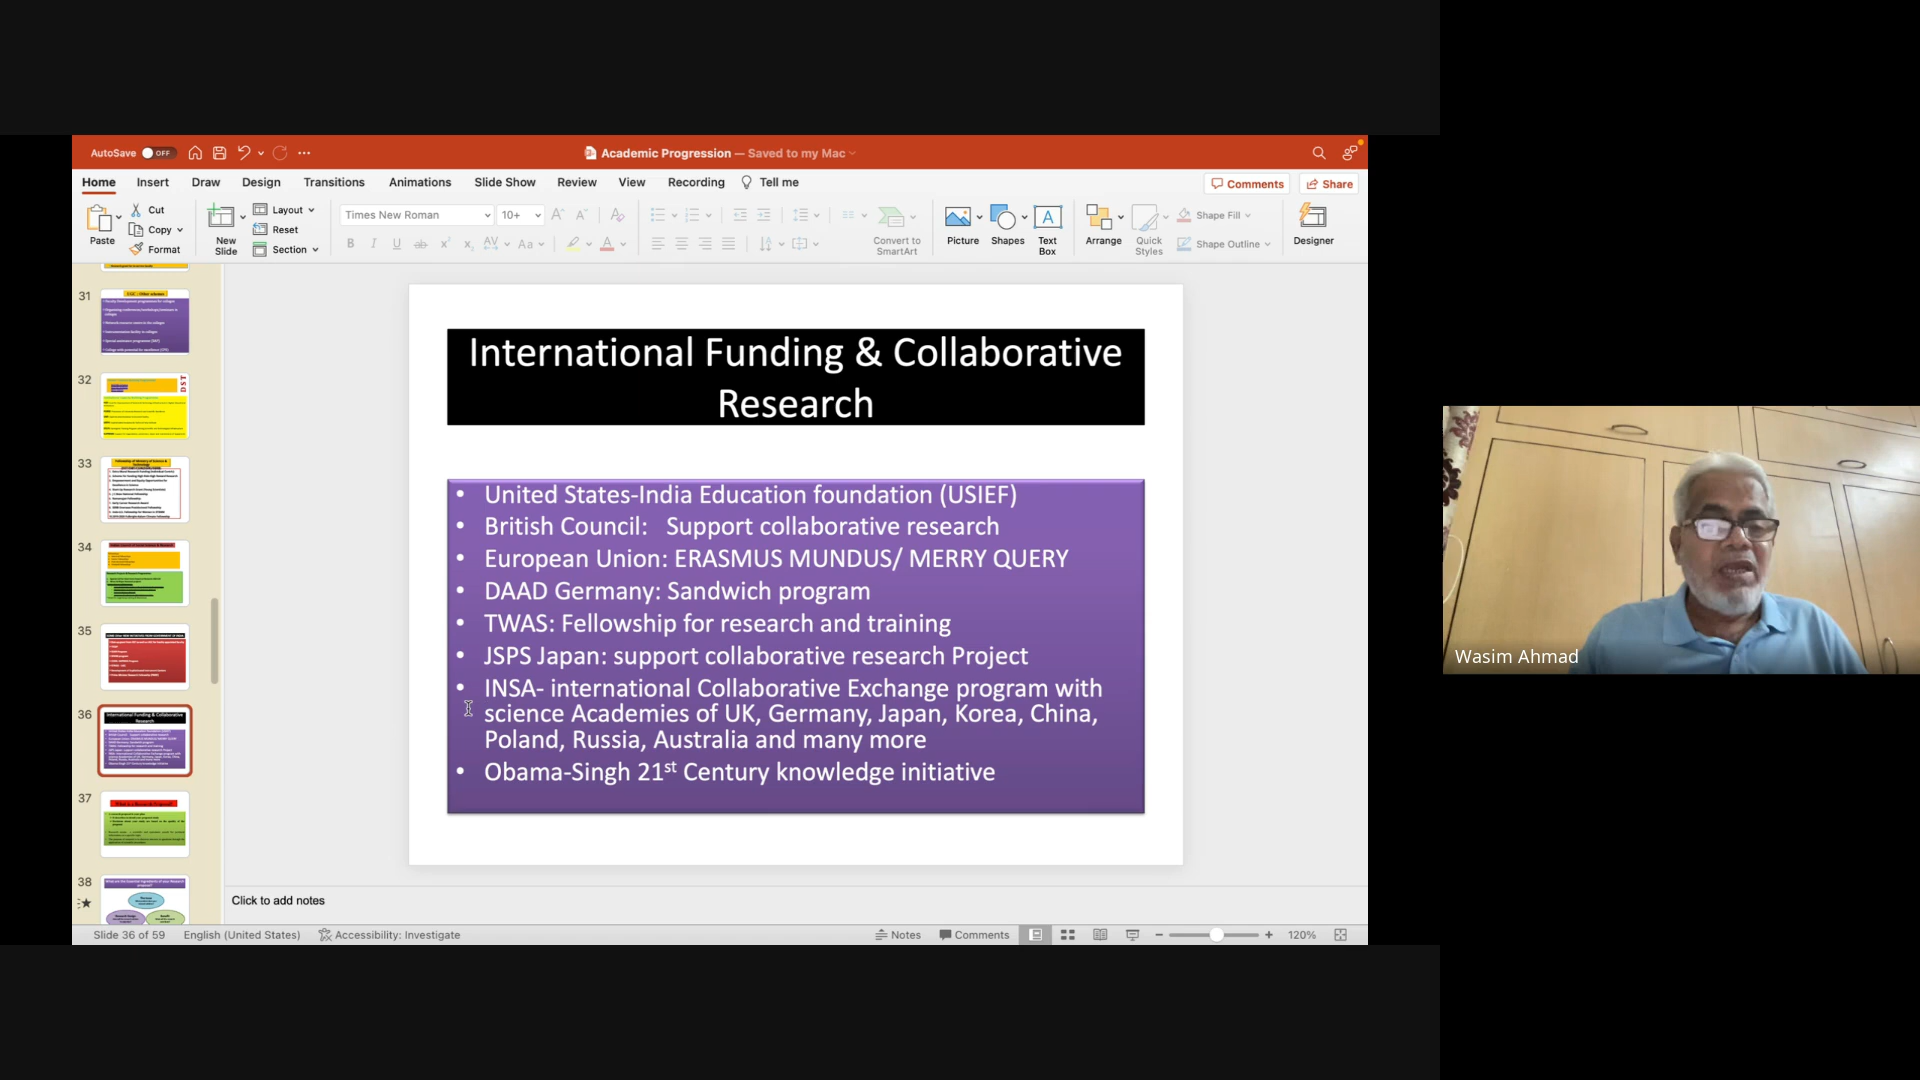 AutoSave OFF
Academic Progression — Saved to my Mac
Home Insert Draw Design Transitions Animations Slide Show Review View Recording Tell me
Comments Share
Paste
Cut
Copy
Format
New Slide
Layout
Reset
Section
Times New Roman 10+
Convert to SmartArt
Picture
Shapes
Text Box
Arrange
Quick Styles
Shape Fill
Shape Outline
Designer
31
32
33
34
35
36
37
38
International Funding & Collaborative
Research
• United States-India Education foundation (USIEF)
• British Council: Support collaborative research
• European Union: ERASMUS MUNDUS/ MERRY QUERY
• DAAD Germany: Sandwich program
• TWAS: Fellowship for research and training
• JSPS Japan: support collaborative research Project
• INSA- international Collaborative Exchange program with
science Academies of UK, Germany, Japan, Korea, China,
Poland, Russia, Australia and many more
• Obama-Singh 21st Century knowledge initiative
Click to add notes
Slide 36 of 59 English (United States) Accessibility: Investigate
Notes Comments 120%
Wasim Ahmad